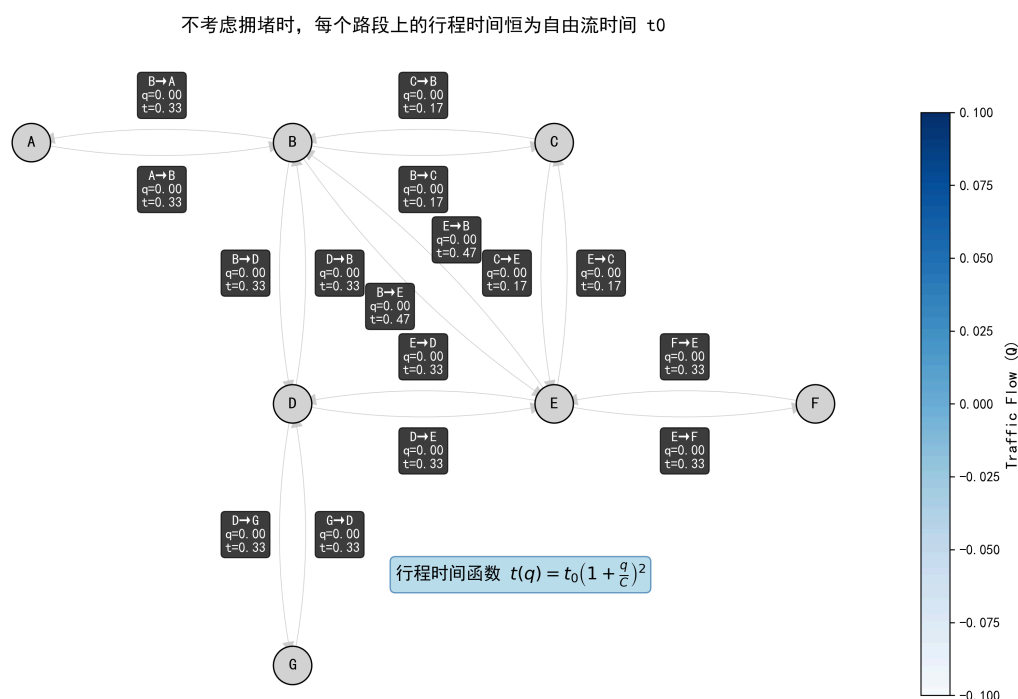 不考虑拥堵时，每个路段上的行程时间恒为自由流时间 t0
B→A
q=0.00
t=0.33
C→B
q=0.00
t=0.17
A
B
C
A→B
q=0.00
t=0.33
B→C
q=0.00
t=0.17
E→B
q=0.00
t=0.47
B→D
q=0.00
t=0.33
D→B
q=0.00
t=0.33
C→E
q=0.00
t=0.17
E→C
q=0.00
t=0.17
B→E
q=0.00
t=0.47
E→D
q=0.00
t=0.33
F→E
q=0.00
t=0.33
D
E
F
D→E
q=0.00
t=0.33
E→F
q=0.00
t=0.33
D→G
q=0.00
t=0.33
G→D
q=0.00
t=0.33
行程时间函数 t(q) = t₀(1 + q/C)²
G
0.100
0.075
0.050
0.025
0.000
−0.025
−0.050
−0.075
−0.100
Traffic Flow (Q)